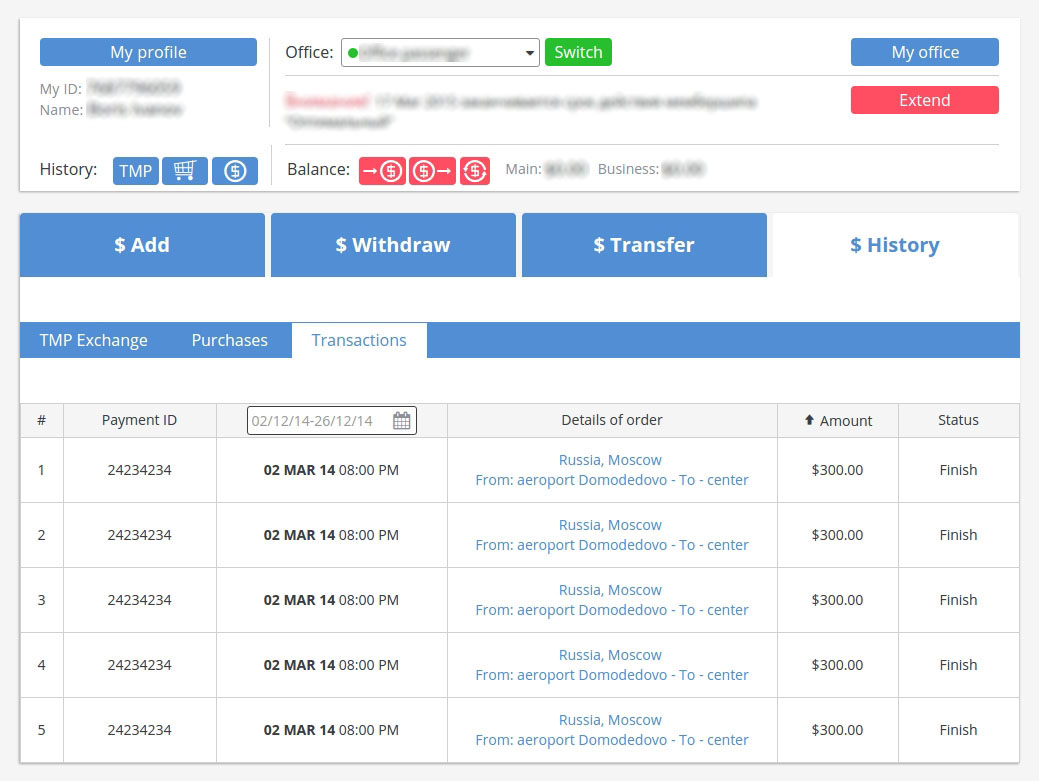 My profile
Office:
Switch
My office
My ID:
Name:
Extend
History: TMP
Balance:
Main:
Business:
$ Add
$ Withdraw
$ Transfer
$ History
TMP Exchange
Purchases
Transactions
# Payment ID 02/12/14-26/12/14 Details of order Amount Status
Russia, Moscow
1 24234234 02 MAR 14 08:00 PM $300.00 Finish
From: aeroport Domodedovo - To - center
Russia, Moscow
2 24234234 02 MAR 14 08:00 PM $300.00 Finish
From: aeroport Domodedovo - To - center
Russia, Moscow
3 24234234 02 MAR 14 08:00 PM $300.00 Finish
From: aeroport Domodedovo - To - center
Russia, Moscow
4 24234234 02 MAR 14 08:00 PM $300.00 Finish
From: aeroport Domodedovo - To - center
Russia, Moscow
5 24234234 02 MAR 14 08:00 PM $300.00 Finish
From: aeroport Domodedovo - To - center